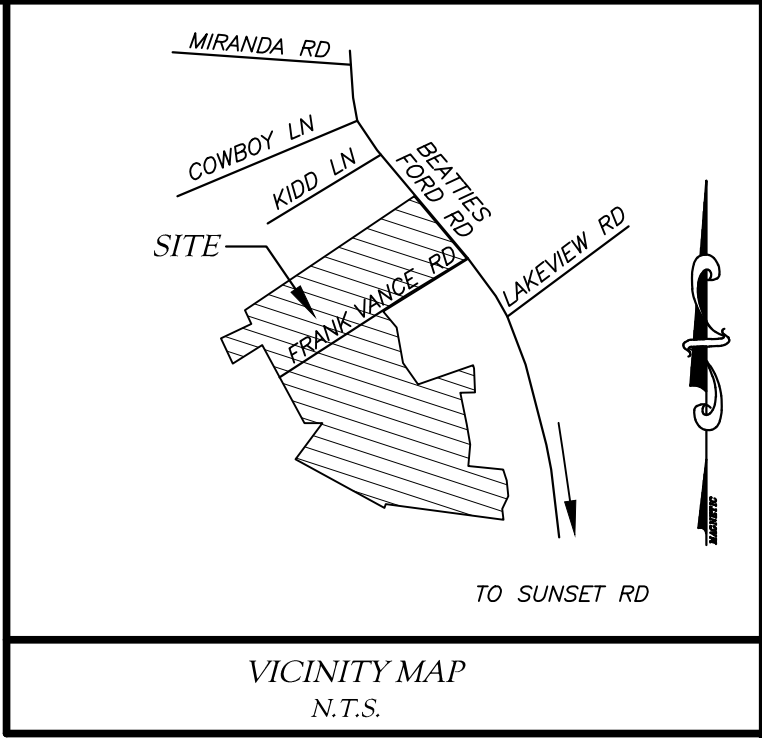 MIRANDA RD
COWBOY LN
KIDD LN
BEATTIES
FORD RD
SITE
LAKEVIEW RD
FRANK VANCE RD
MAGNETIC
TO SUNSET RD
VICINITY MAP
N.T.S.